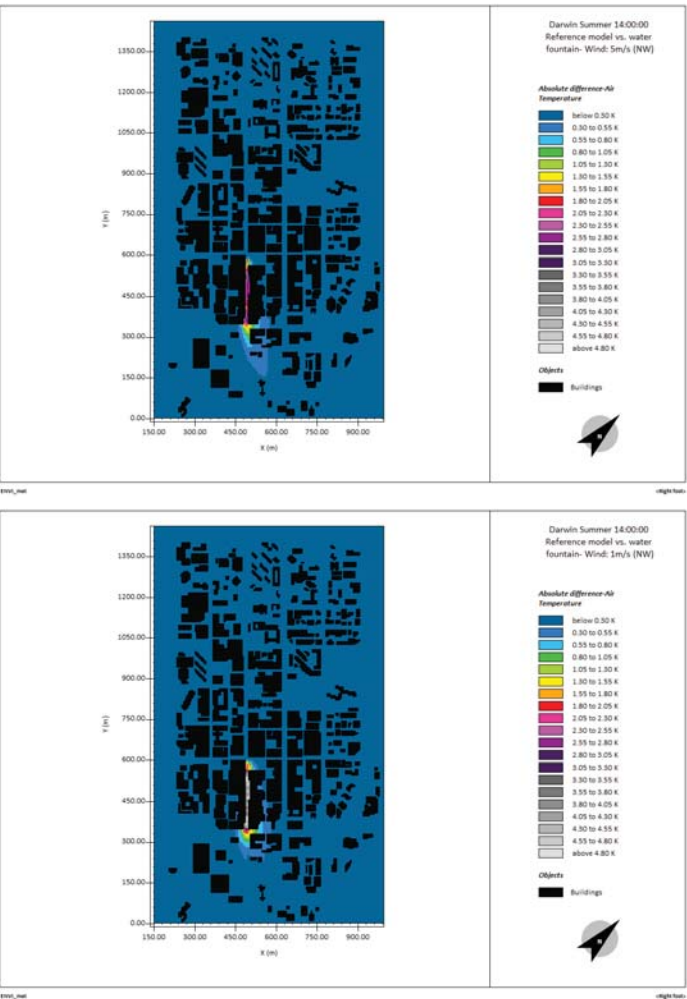 Darwin Summer 14:00:00
Reference model vs. water
fountain- Wind: 5m/s (NW)
Absolute difference-Air
Temperature
below 0.30 K
0.30 to 0.55 K
0.55 to 0.80 K
0.80 to 1.05 K
1.05 to 1.30 K
1.30 to 1.55 K
1.55 to 1.80 K
1.80 to 2.05 K
2.05 to 2.30 K
2.30 to 2.55 K
2.55 to 2.80 K
2.80 to 3.05 K
3.05 to 3.30 K
3.30 to 3.55 K
3.55 to 3.80 K
3.80 to 4.05 K
4.05 to 4.30 K
4.30 to 4.55 K
4.55 to 4.80 K
above 4.80 K
Objects
Buildings
N
1350.00
1200.00
1050.00
900.00
750.00
600.00
450.00
300.00
150.00
0.00
Y (m)
150.00 300.00 450.00 600.00 750.00 900.00
X (m)
ENVI_met
<Right foot>
Darwin Summer 14:00:00
Reference model vs. water
fountain- Wind: 1m/s (NW)
Absolute difference-Air
Temperature
below 0.30 K
0.30 to 0.55 K
0.55 to 0.80 K
0.80 to 1.05 K
1.05 to 1.30 K
1.30 to 1.55 K
1.55 to 1.80 K
1.80 to 2.05 K
2.05 to 2.30 K
2.30 to 2.55 K
2.55 to 2.80 K
2.80 to 3.05 K
3.05 to 3.30 K
3.30 to 3.55 K
3.55 to 3.80 K
3.80 to 4.05 K
4.05 to 4.30 K
4.30 to 4.55 K
4.55 to 4.80 K
above 4.80 K
Objects
Buildings
N
1350.00
1200.00
1050.00
900.00
750.00
600.00
450.00
300.00
150.00
0.00
Y (m)
150.00 300.00 450.00 600.00 750.00 900.00
X (m)
ENVI_met
<Right foot>